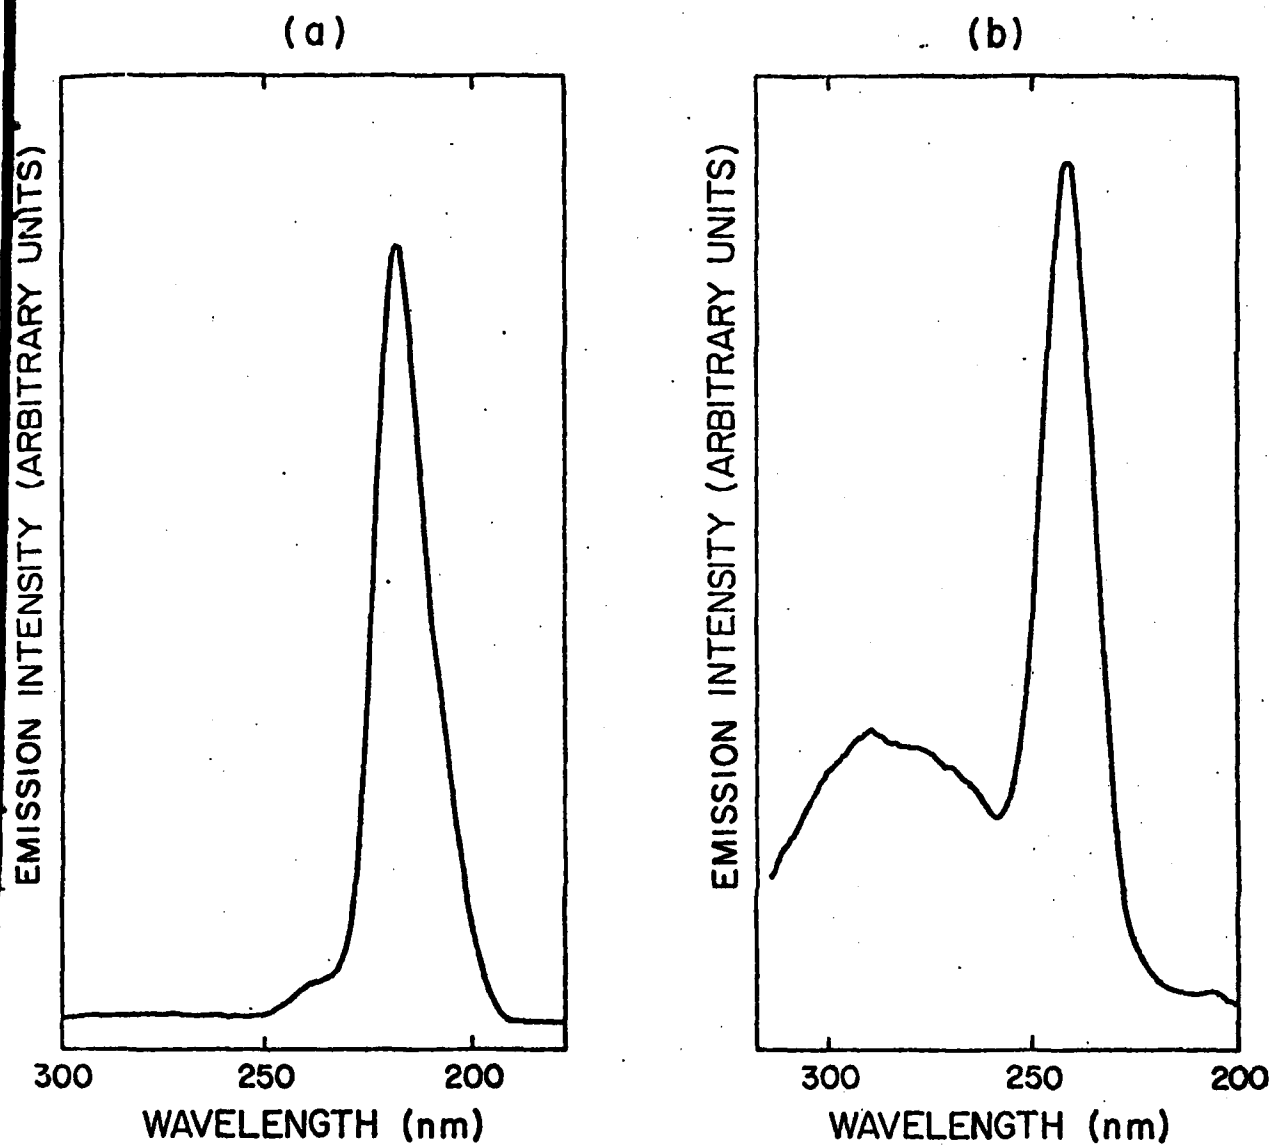 (a)
(b)
EMISSION INTENSITY (ARBITRARY UNITS)
300 250 200
WAVELENGTH (nm)
EMISSION INTENSITY (ARBITRARY UNITS)
300 250 200
WAVELENGTH (nm)